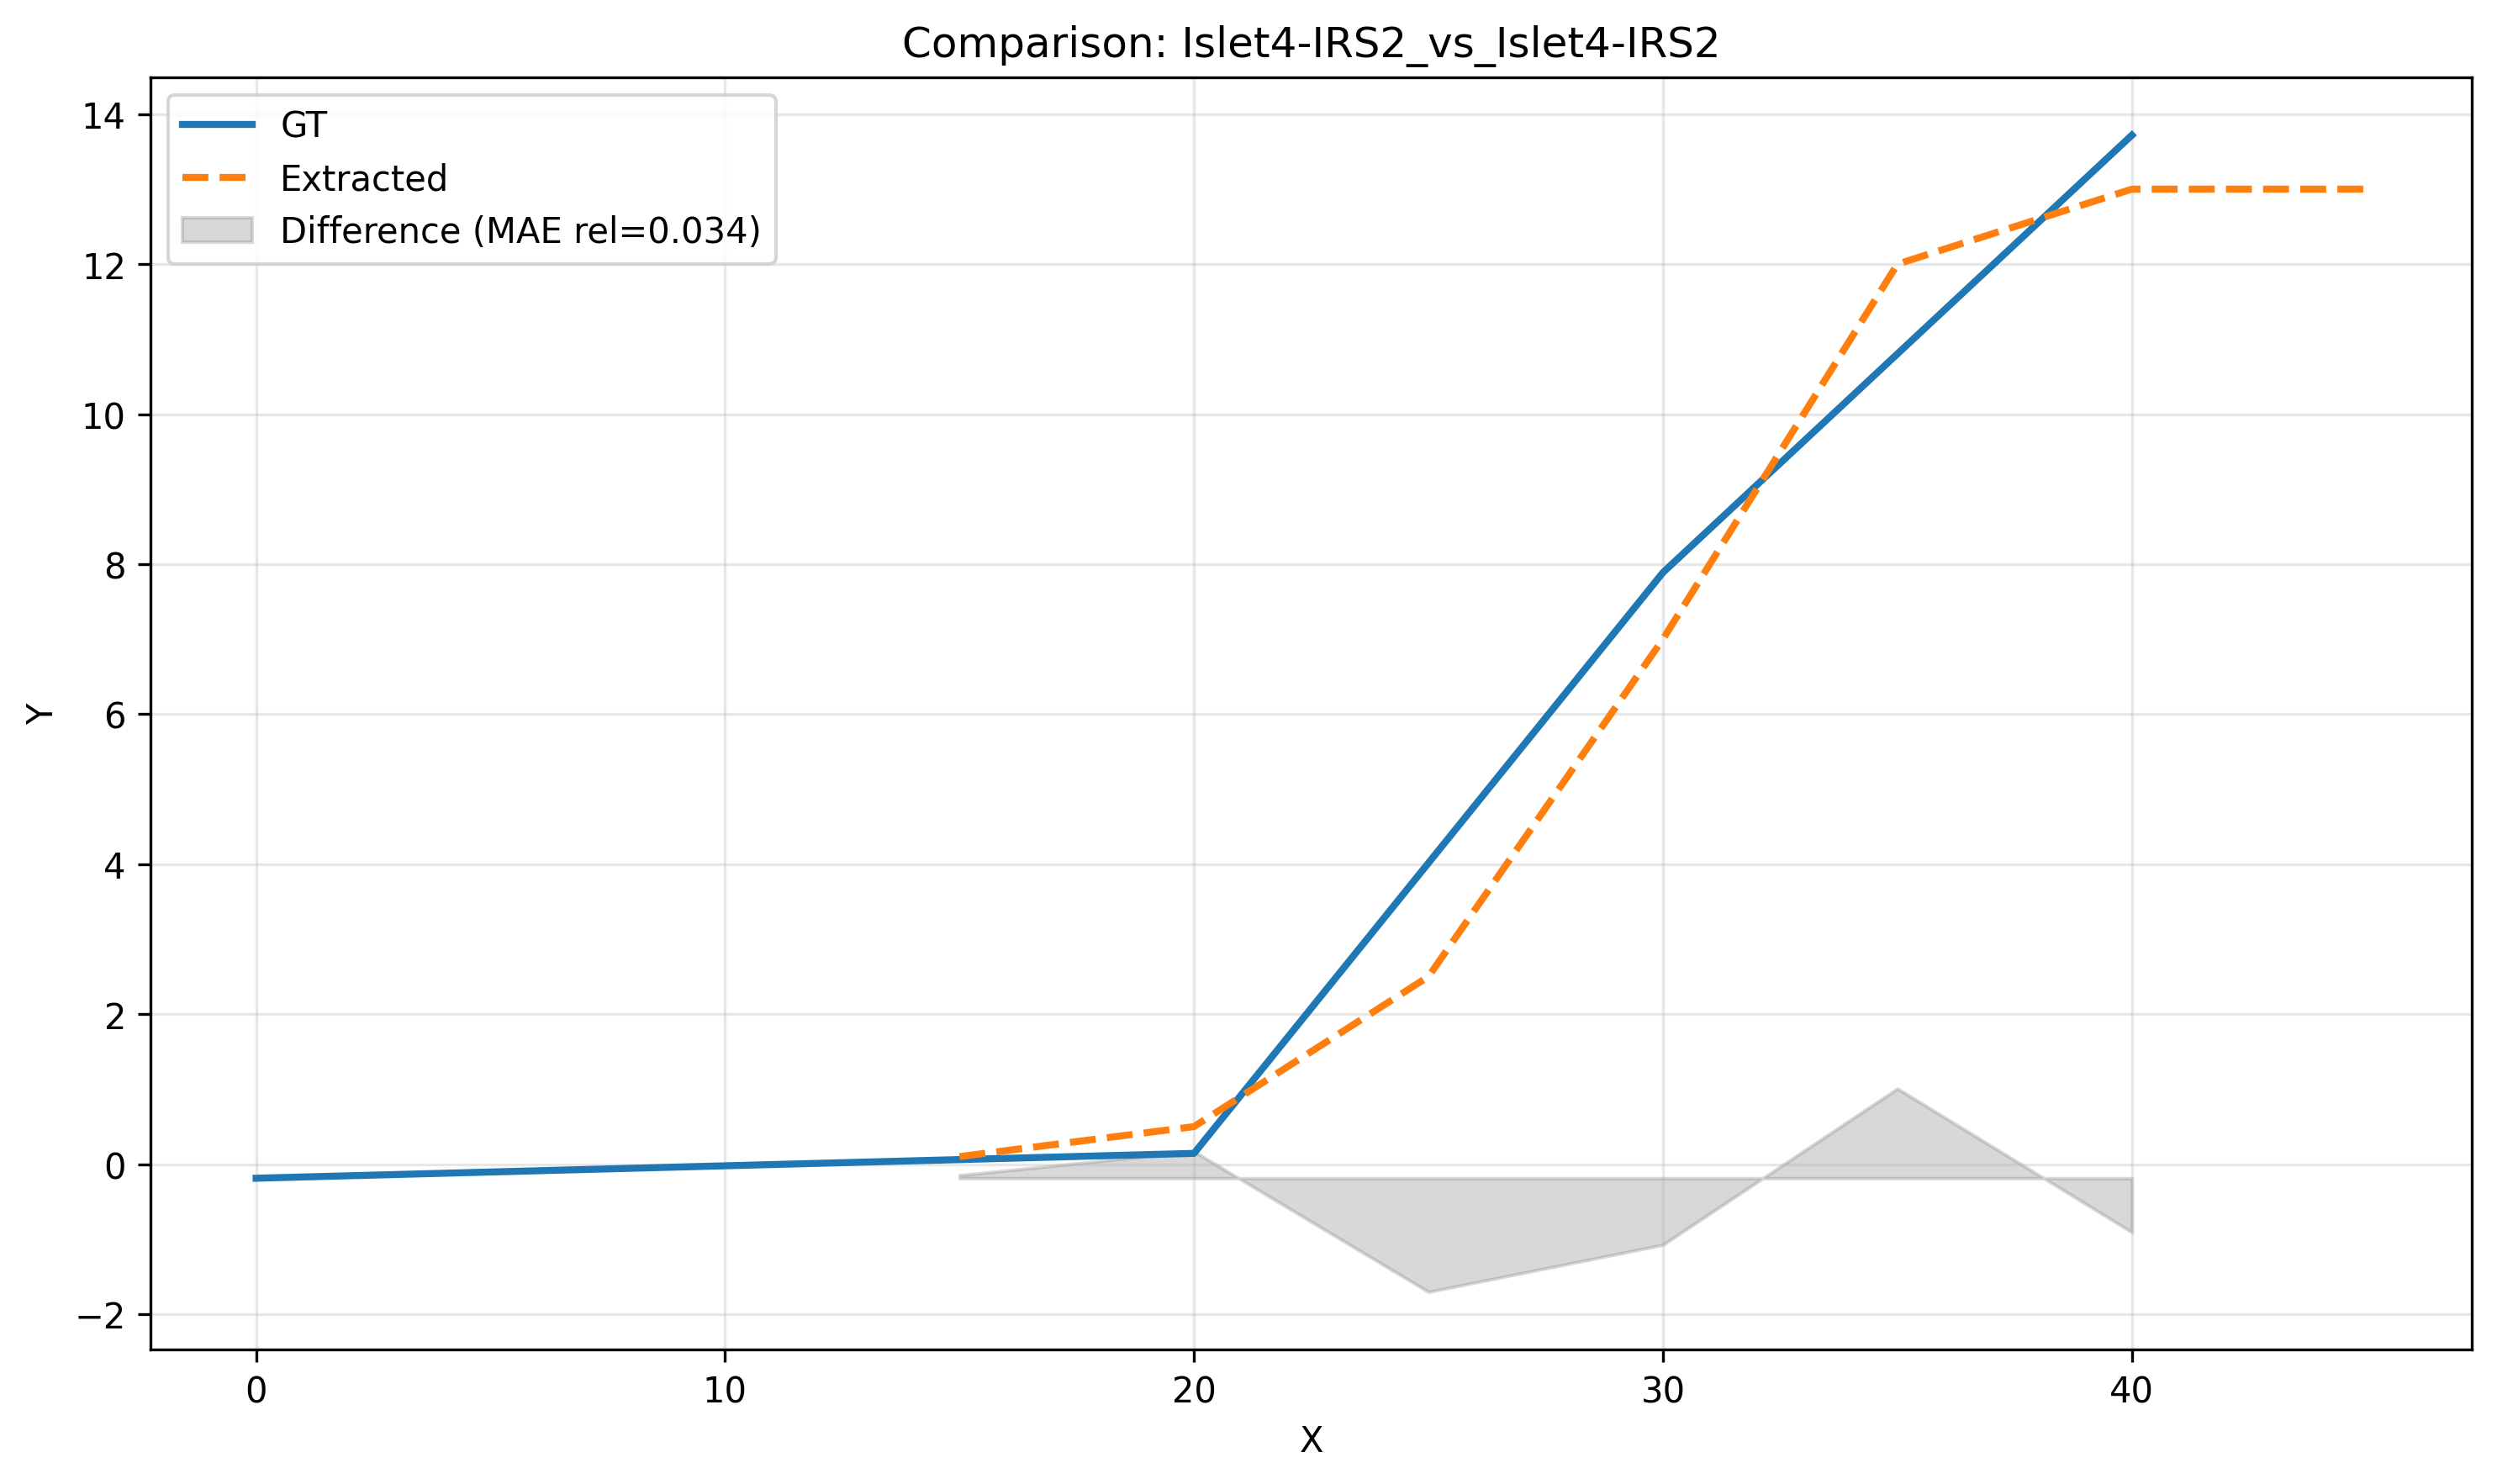 Comparison: Islet4-IRS2_vs_Islet4-IRS2
GT
Extracted
Difference (MAE rel=0.034)
14
12
10
8
6
4
2
0
−2
Y
0
10
20
30
40
X